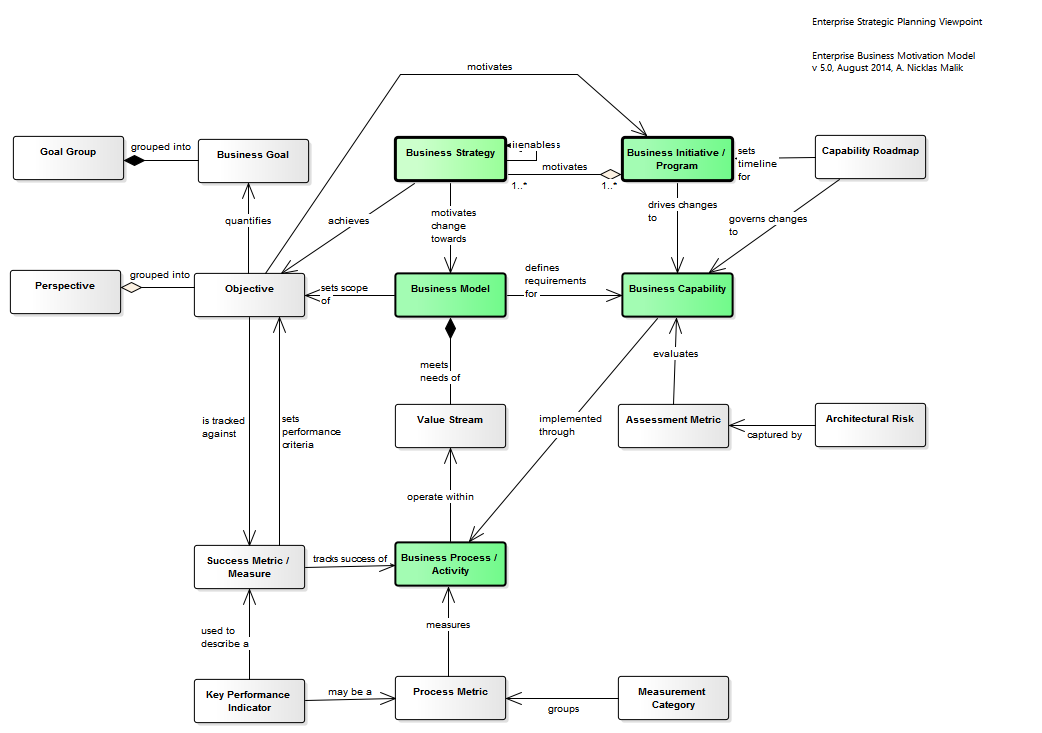 Enterprise Strategic Planning Viewpoint
Enterprise Business Motivation Model
v 5.0, August 2014, A. Nicklas Malik
motivates
Goal Group
grouped into
Business Goal
Business Strategy
enabless
motivates
1..*
1..*
Business Initiative /
Program
sets
timeline
for
Capability Roadmap
quantifies
achieves
motivates
change
towards
drives changes
to
governs changes
to
Perspective
grouped into
Objective
sets scope
of
Business Model
defines
requirements
for
Business Capability
is tracked
against
sets
performance
criteria
meets
needs of
evaluates
Value Stream
implemented
through
Assessment Metric
captured by
Architectural Risk
operate within
Success Metric /
Measure
tracks success of
Business Process /
Activity
used to
describe a
measures
Key Performance
Indicator
may be a
Process Metric
groups
Measurement
Category